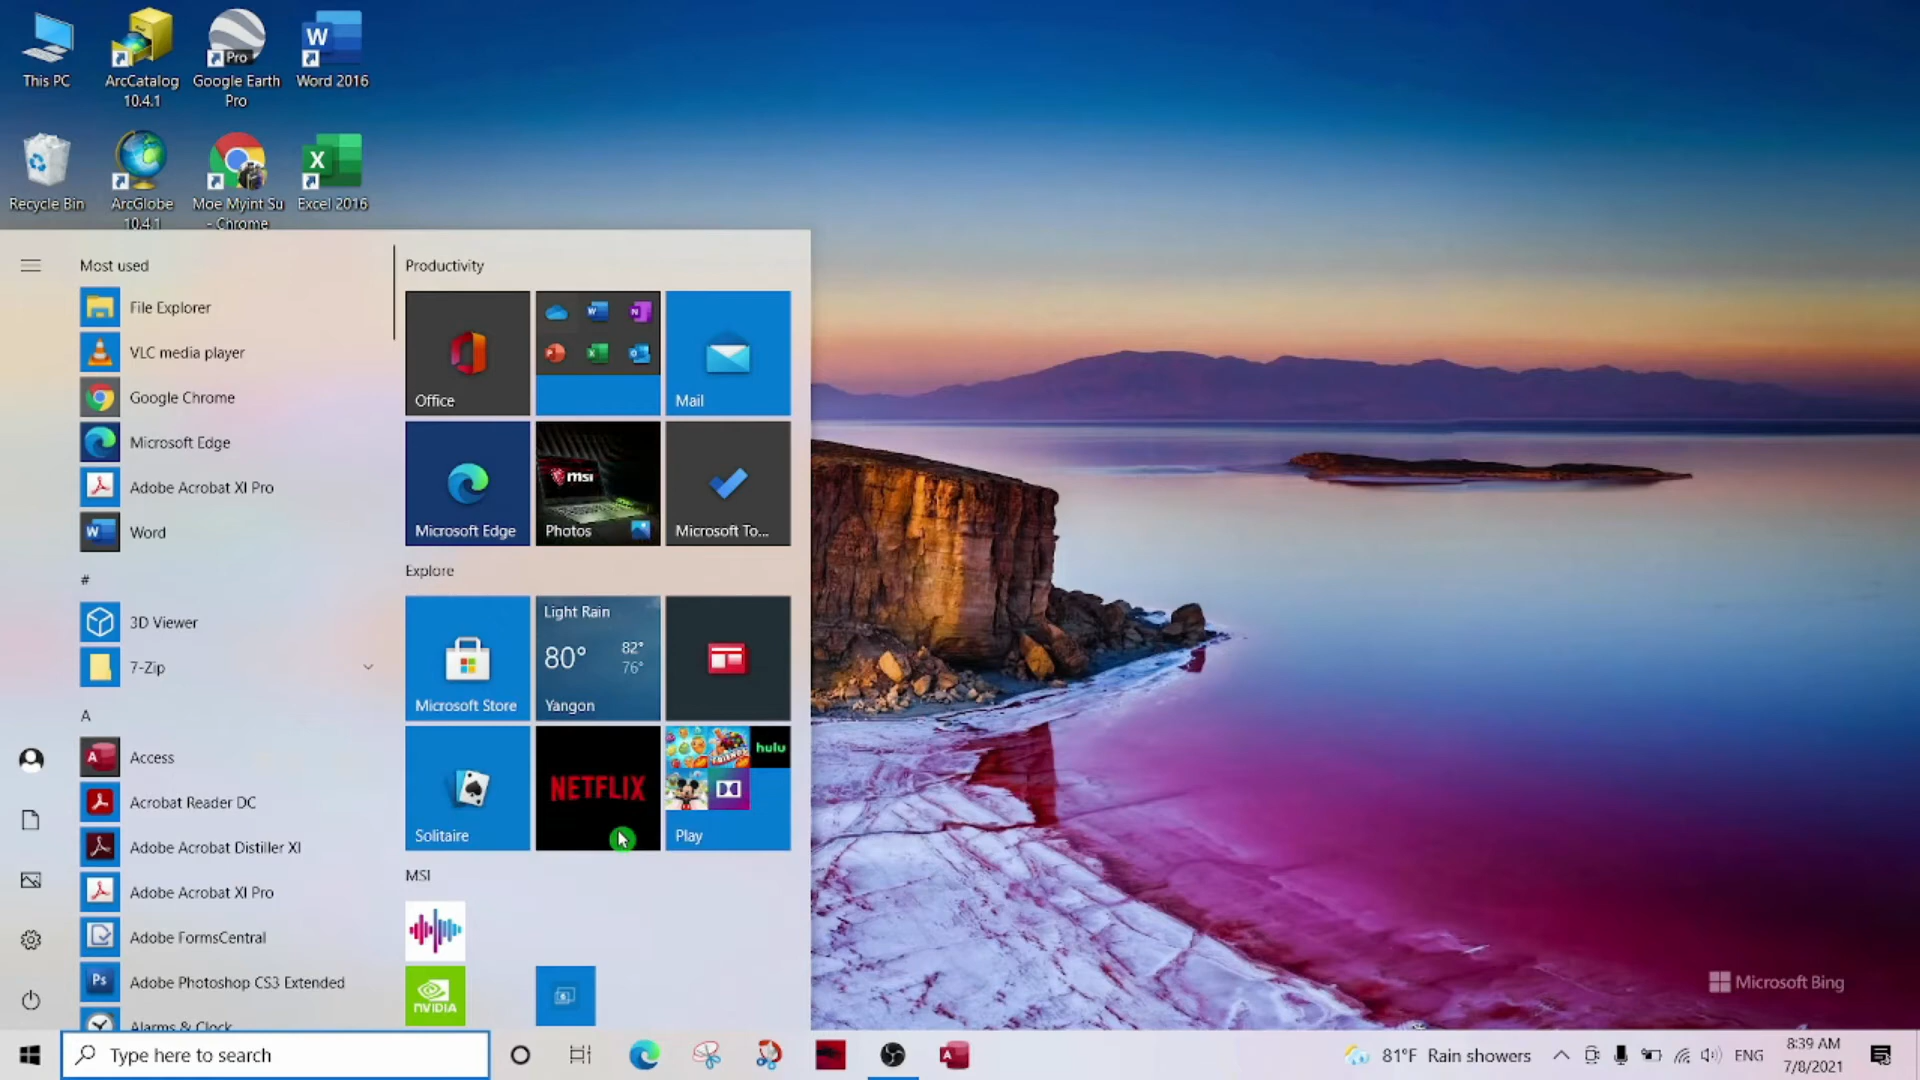 This PC
ArcCatalog
10.4.1
Pro
Google Earth
Pro
W
Word 2016
Recycle Bin
ArcGlobe
10.4.1
Moe Myint Su
- Chrome
X
Excel 2016
Most used
File Explorer
VLC media player
Google Chrome
Microsoft Edge
Adobe Acrobat XI Pro
W
Word
#
3D Viewer
7-Zip
A
A
Access
Acrobat Reader DC
Adobe Acrobat Distiller XI
Adobe Acrobat XI Pro
Adobe FormsCentral
Ps
Adobe Photoshop CS3 Extended
Alarms & Clock
Productivity
Office
Mail
Microsoft Edge
msi
Photos
Microsoft To...
Explore
Microsoft Store
Light Rain
80°
82°
76°
Yangon
Solitaire
NETFLIX
FRIENDS
hulu
Play
MSI
NVIDIA
Microsoft Bing
Type here to search
A
81°F Rain showers
ENG
8:39 AM
7/8/2021